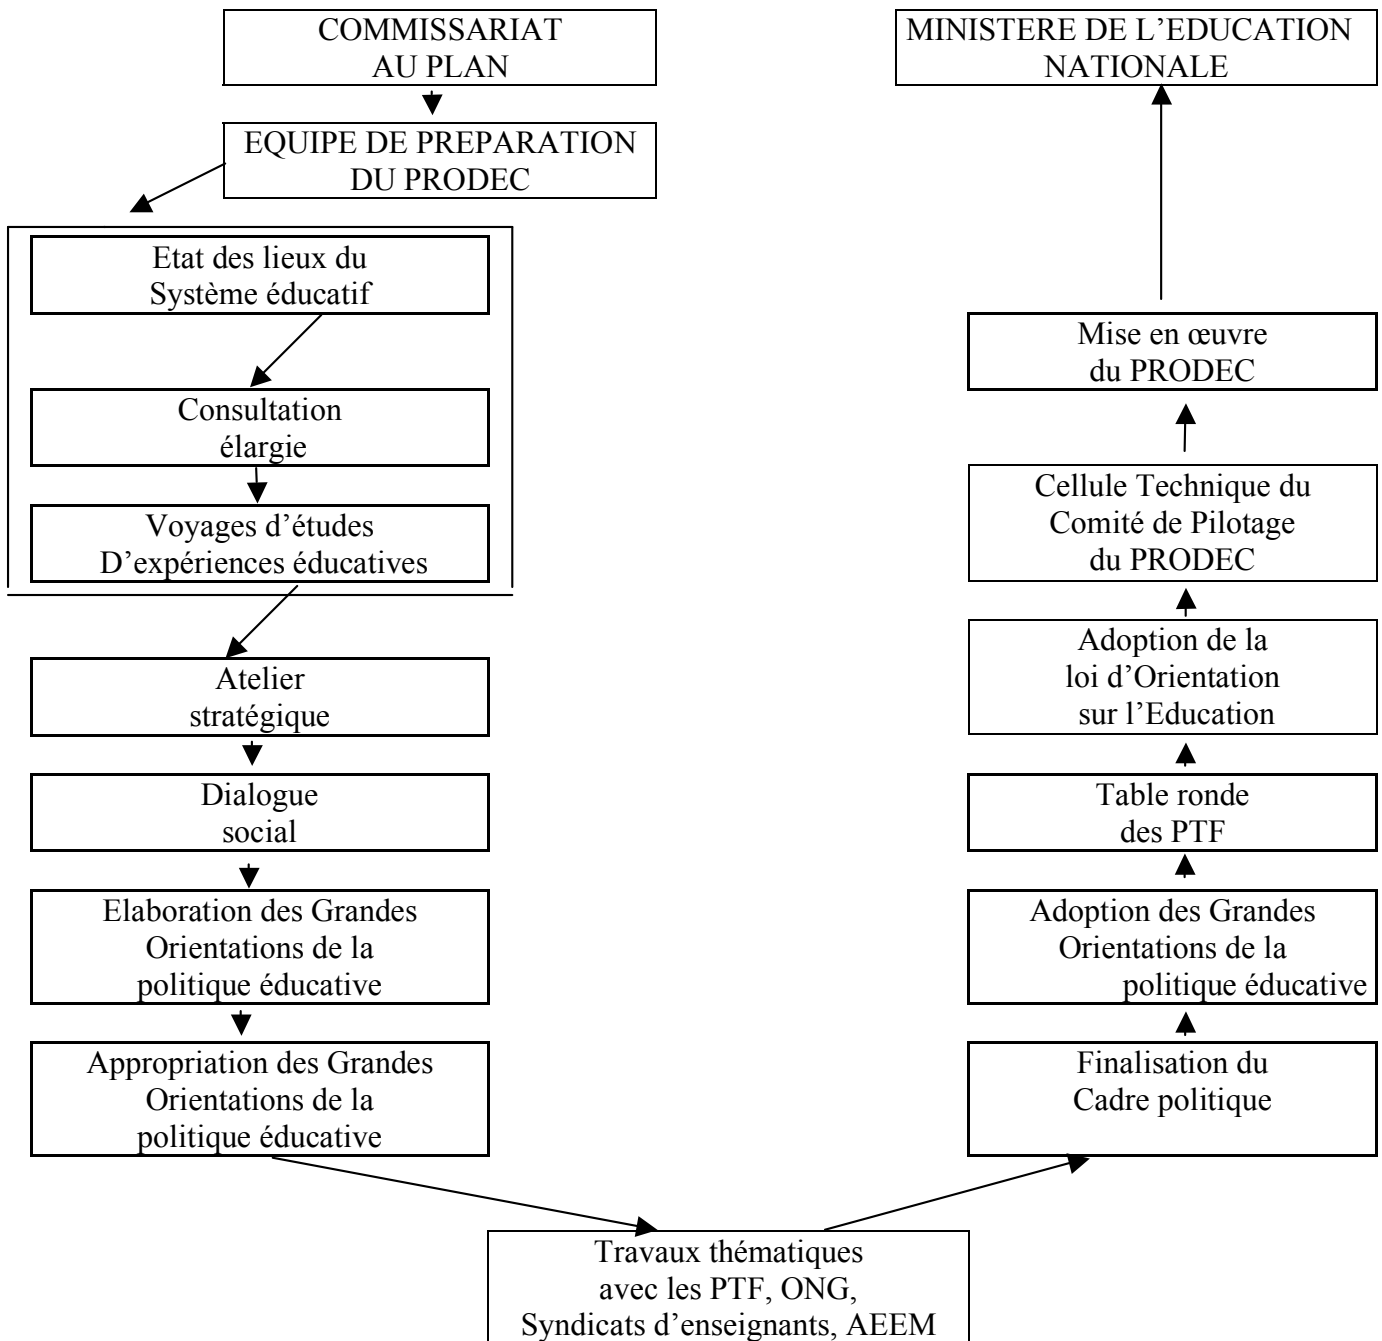 COMMISSARIAT
AU PLAN
EQUIPE DE PREPARATION
DU PRODEC
Etat des lieux du
Système éducatif
Consultation
élargie
Voyages d’études
D’expériences éducatives
Atelier
stratégique
Dialogue
social
Elaboration des Grandes
Orientations de la
politique éducative
Appropriation des Grandes
Orientations de la
politique éducative
Travaux thématiques
avec les PTF, ONG,
Syndicats d’enseignants, AEEM
Finalisation du
Cadre politique
Adoption des Grandes
Orientations de la
politique éducative
Table ronde
des PTF
Adoption de la
loi d’Orientation
sur l’Education
Cellule Technique du
Comité de Pilotage
du PRODEC
Mise en œuvre
du PRODEC
MINISTERE DE L’EDUCATION
NATIONALE